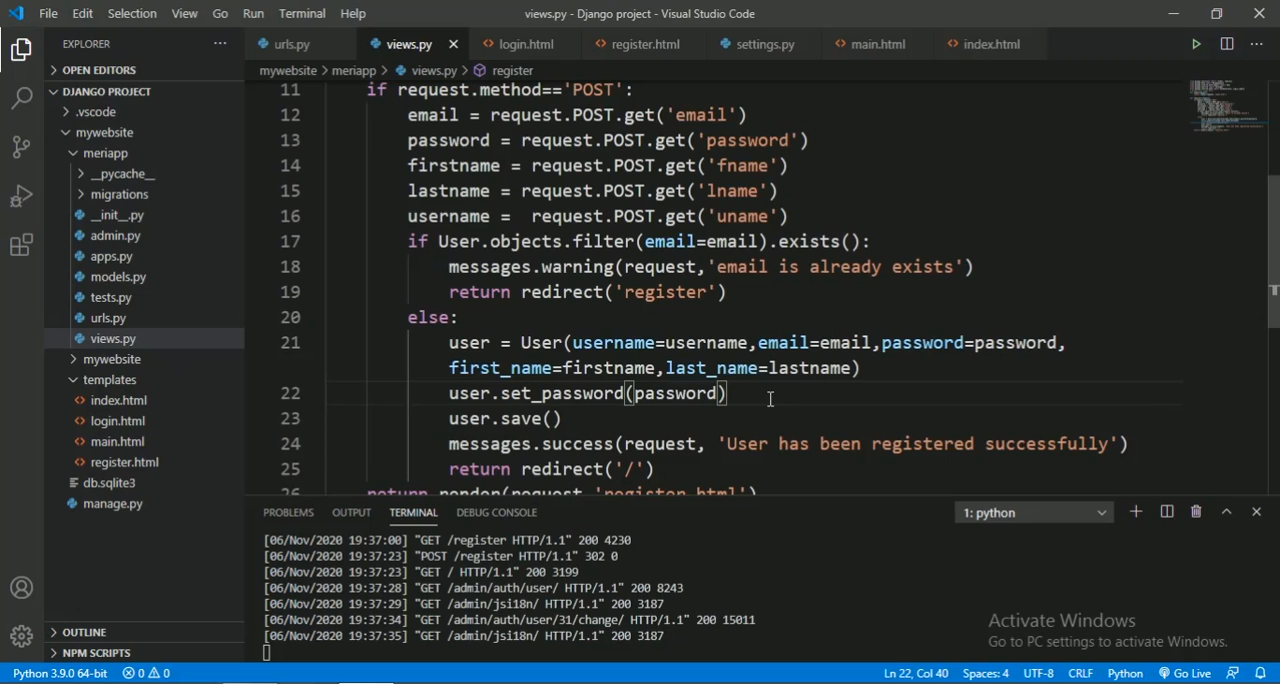 File Edit Selection View Go Run Terminal Help views.py - Django project - Visual Studio Code
EXPLORER ... urls.py views.py login.html register.html settings.py main.html index.html ...
OPEN EDITORS
mywebsite > meriapp > views.py > register
DJANGO PROJECT
.vscode
mywebsite
meriapp
__pycache__
migrations
__init__.py
admin.py
apps.py
models.py
tests.py
urls.py
views.py
mywebsite
templates
index.html
login.html
main.html
register.html
db.sqlite3
manage.py
OUTLINE
NPM SCRIPTS
11 if request.method=='POST':
12 email = request.POST.get('email')
13 password = request.POST.get('password')
14 firstname = request.POST.get('fname')
15 lastname = request.POST.get('lname')
16 username =  request.POST.get('uname')
17 if User.objects.filter(email=email).exists():
18 messages.warning(request,'email is already exists')
19 return redirect('register')
20 else:
21 user = User(username=username,email=email,password=password,
first_name=firstname,last_name=lastname)
22 user.set_password(password)
23 user.save()
24 messages.success(request, 'User has been registered successfully')
25 return redirect('/')
26 return render(request,'register.html')
PROBLEMS OUTPUT TERMINAL DEBUG CONSOLE 1: python
[06/Nov/2020 19:37:00] "GET /register HTTP/1.1" 200 4230
[06/Nov/2020 19:37:23] "POST /register HTTP/1.1" 302 0
[06/Nov/2020 19:37:23] "GET / HTTP/1.1" 200 3199
[06/Nov/2020 19:37:28] "GET /admin/auth/user/ HTTP/1.1" 200 8243
[06/Nov/2020 19:37:29] "GET /admin/jsi18n/ HTTP/1.1" 200 3187
[06/Nov/2020 19:37:34] "GET /admin/auth/user/31/change/ HTTP/1.1" 200 15011
[06/Nov/2020 19:37:35] "GET /admin/jsi18n/ HTTP/1.1" 200 3187
Activate Windows
Go to PC settings to activate Windows.
Python 3.9.0 64-bit 0 0 Ln 22, Col 40 Spaces: 4 UTF-8 CRLF Python Go Live